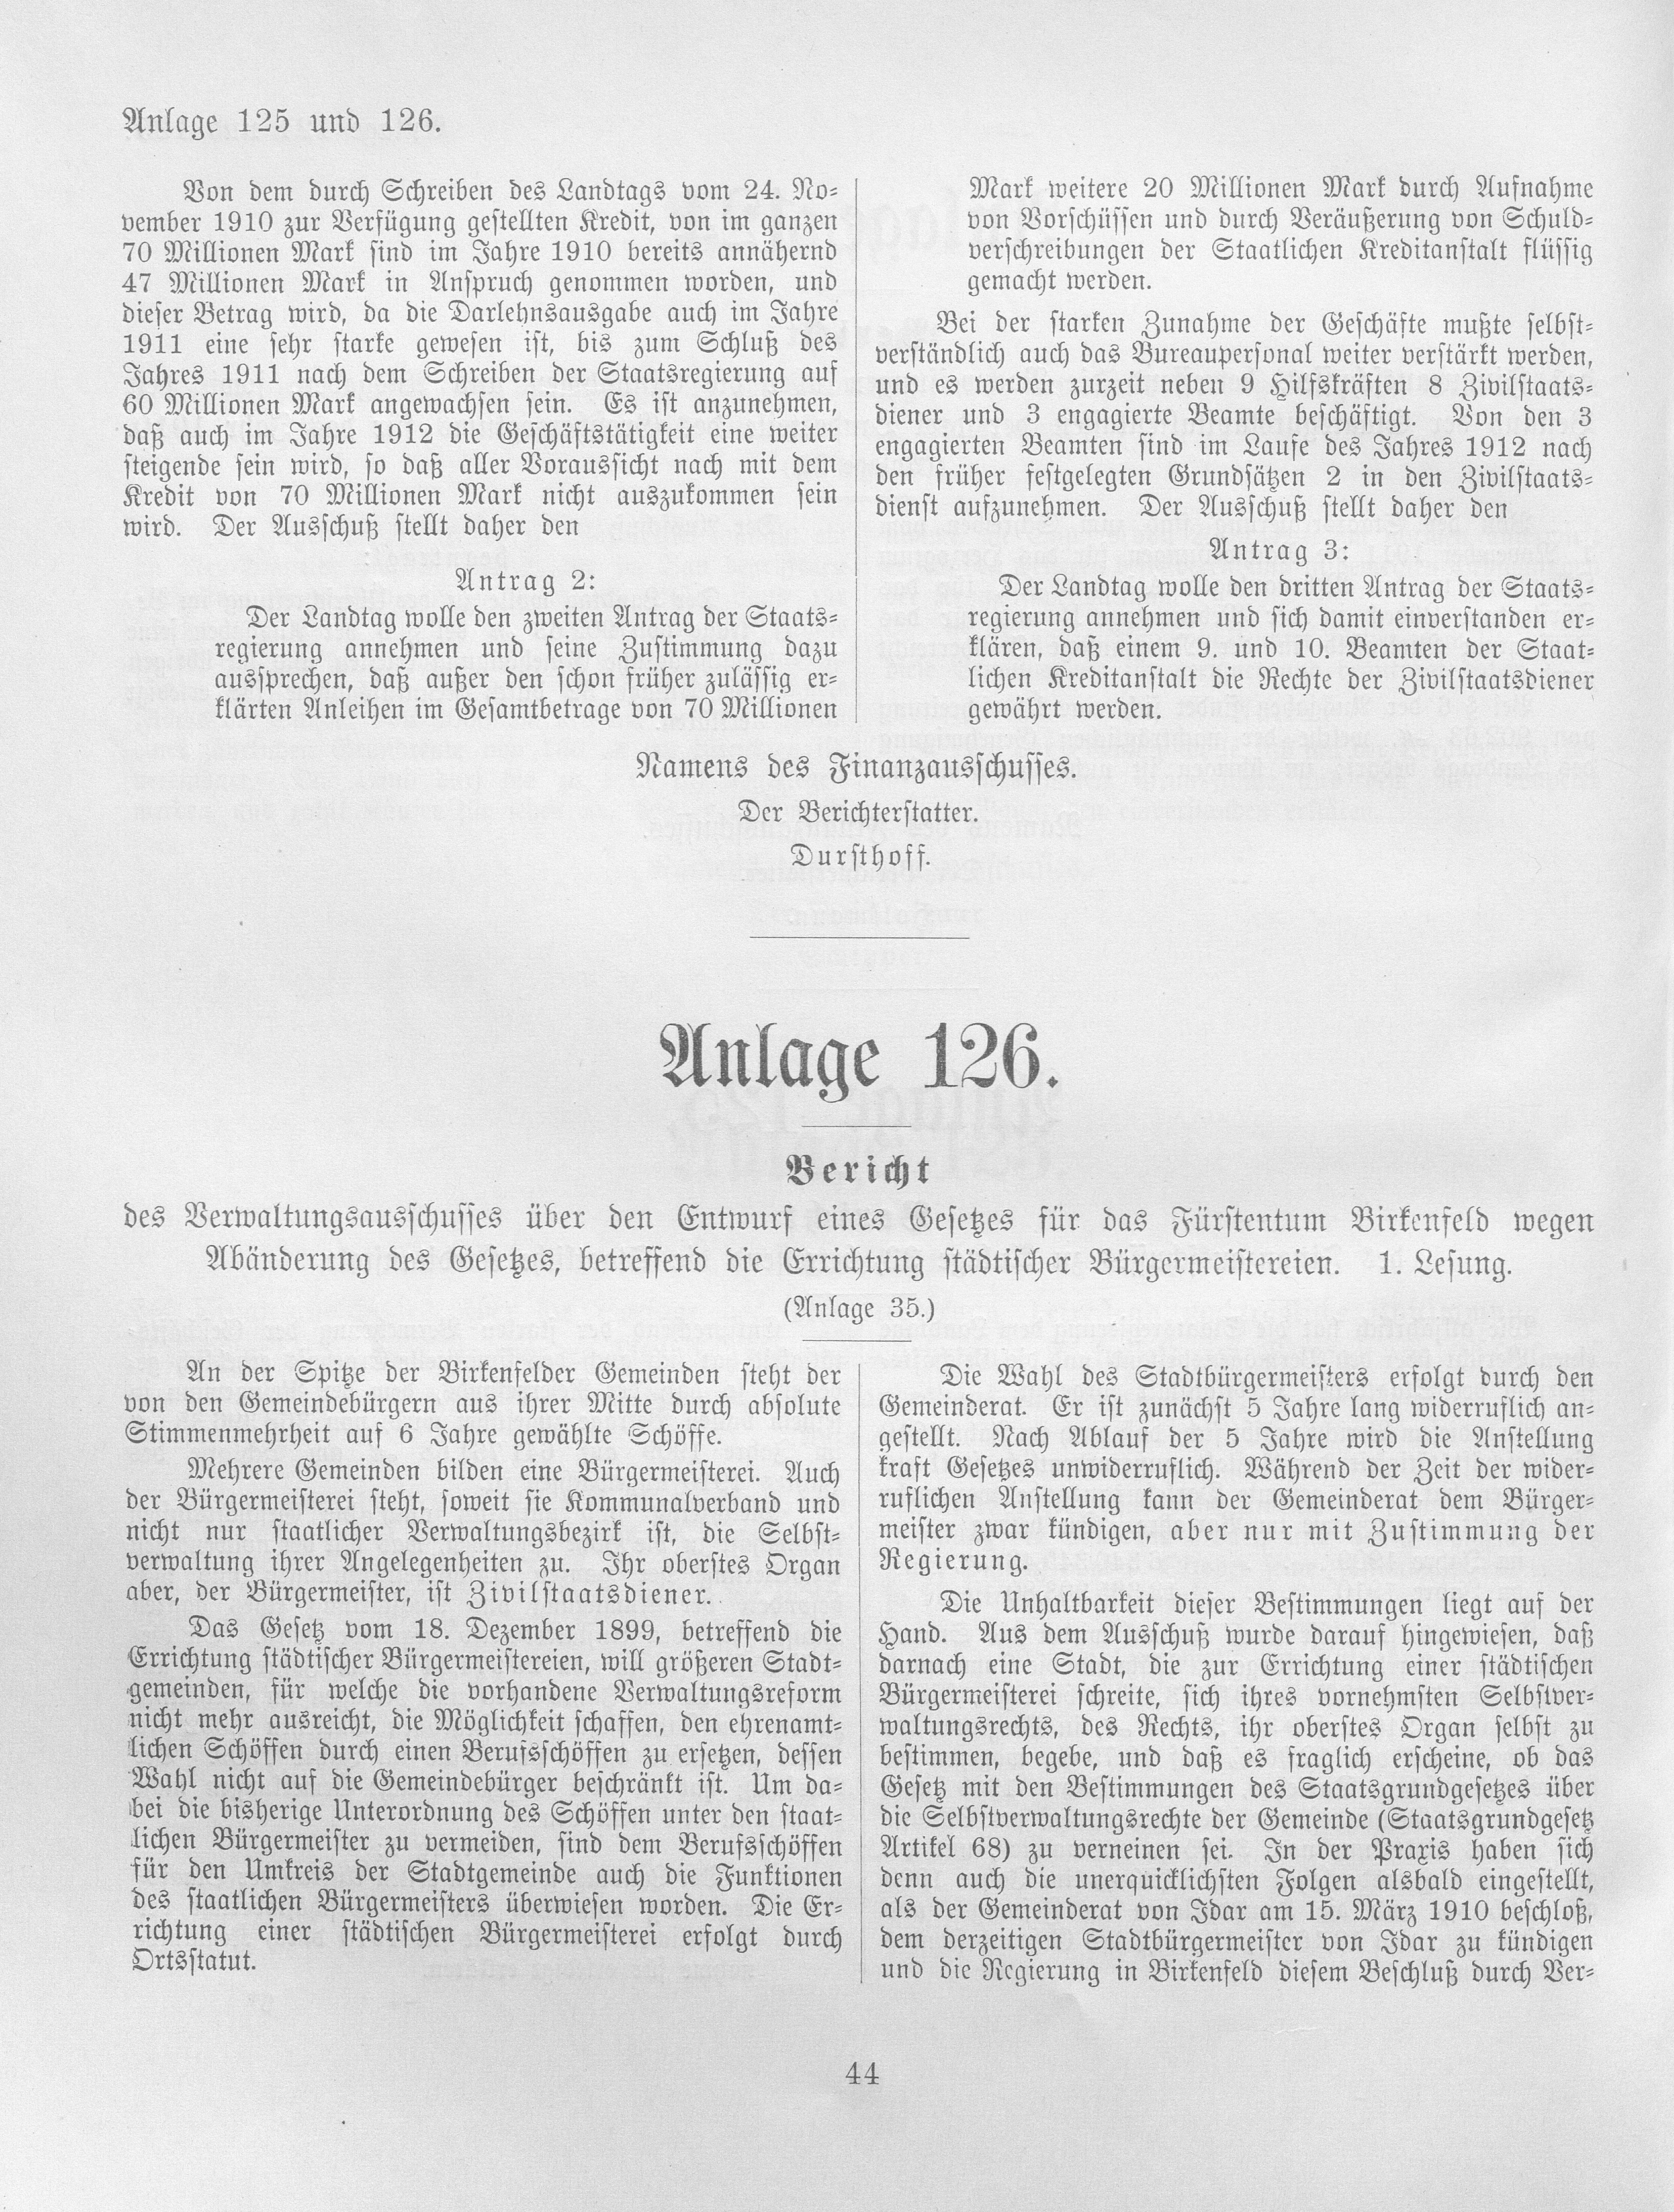 Anlage 125 und 126.
Von dem durch Schreiben des Landtags vom 24. No-
vember 1910 zur Verfügung gestellten Kredit, von im ganzen
70 Millionen Mark sind im Jahre 1910 bereits annähernd
47 Millionen Mark in Anspruch genommen worden, und
dieser Betrag wird, da die Darlehnsausgabe auch im Jahre
1911 eine sehr starke gewesen ist, bis zum Schluß des
Jahres 1911 nach dem Schreiben der Staatsregierung auf
60 Millionen Mark angewachsen sein. Es ist anzunehmen,
daß auch im Jahre 1912 die Geschäftstätigkeit eine weiter
steigende sein wird, so daß aller Voraussicht nach mit dem
Kredit von 70 Millionen Mark nicht auszukommen sein
wird. Der Ausschuß stellt daher den
Antrag 2:
Der Landtag wolle den zweiten Antrag der Staats-
regierung annehmen und seine Zustimmung dazu
aussprechen, daß außer den schon früher zulässig er-
klärten Anleihen im Gesamtbetrage von 70 Millionen
Mark weitere 20 Millionen Mark durch Aufnahme
von Vorschüssen und durch Veräußerung von Schuld-
verschreibungen der Staatlichen Kreditanstalt flüssig
gemacht werden.
Bei der starken Zunahme der Geschäfte mußte selbst-
verständlich auch das Bureaupersonal weiter verstärkt werden,
und es werden zurzeit neben 9 Hilfskräften 8 Zivilstaats-
diener und 3 engagierte Beamte beschäftigt. Von den 3
engagierten Beamten sind im Laufe des Jahres 1912 nach
den früher festgelegten Grundsätzen 2 in den Zivilstaats-
dienst aufzunehmen. Der Ausschuß stellt daher den
Antrag 3:
Der Landtag wolle den dritten Antrag der Staats-
regierung annehmen und sich damit einverstanden er-
klären, daß einem 9. und 10. Beamten der Staat-
lichen Kreditanstalt die Rechte der Zivilstaatsdiener
gewährt werden.
Namens des Finanzausschusses.
Der Berichterstatter.
Dursthoff.
Anlage 126.
Bericht
des Verwaltungsausschusses über den Entwurf eines Gesetzes für das Fürstentum Birkenfeld wegen
Abänderung des Gesetzes, betreffend die Errichtung städtischer Bürgermeistereien. 1. Lesung.
(Anlage 35.)
An der Spitze der Birkenfelder Gemeinden steht der
von den Gemeindebürgern aus ihrer Mitte durch absolute
Stimmenmehrheit auf 6 Jahre gewählte Schöffe.
Mehrere Gemeinden bilden eine Bürgermeisterei. Auch
der Bürgermeisterei steht, soweit sie Kommunalverband und
nicht nur staatlicher Verwaltungsbezirk ist, die Selbst-
verwaltung ihrer Angelegenheiten zu. Ihr oberstes Organ
aber, der Bürgermeister, ist Zivilstaatsdiener.
Das Gesetz vom 18. Dezember 1899, betreffend die
Errichtung städtischer Bürgermeistereien, will größeren Stadt-
gemeinden, für welche die vorhandene Verwaltungsreform
nicht mehr ausreicht, die Möglichkeit schaffen, den ehrenamt-
lichen Schöffen durch einen Berufsschöffen zu ersetzen, dessen
Wahl nicht auf die Gemeindebürger beschränkt ist. Um da-
bei die bisherige Unterordnung des Schöffen unter den staat-
lichen Bürgermeister zu vermeiden, sind dem Berufsschöffen
für den Umkreis der Stadtgemeinde auch die Funktionen
des staatlichen Bürgermeisters überwiesen worden. Die Er-
richtung einer städtischen Bürgermeisterei erfolgt durch
Ortsstatut.
Die Wahl des Stadtbürgermeisters erfolgt durch den
Gemeinderat. Er ist zunächst 5 Jahre lang widerruflich an-
gestellt. Nach Ablauf der 5 Jahre wird die Anstellung
kraft Gesetzes unwiderruflich. Während der Zeit der wider-
ruflichen Anstellung kann der Gemeinderat dem Bürger-
meister zwar kündigen, aber nur mit Zustimmung der
Regierung.
Die Unhaltbarkeit dieser Bestimmungen liegt auf der
Hand. Aus dem Ausschuß wurde darauf hingewiesen, daß
darnach eine Stadt, die zur Errichtung einer städtischen
Bürgermeisterei schreite, sich ihres vornehmsten Selbstver-
waltungsrechts, des Rechts, ihr oberstes Organ selbst zu
bestimmen, begebe, und daß es fraglich erscheine, ob das
Gesetz mit den Bestimmungen des Staatsgrundgesetzes über
die Selbstverwaltungsrechte der Gemeinde (Staatsgrundgesetz
Artikel 68) zu verneinen sei. In der Praxis haben sich
denn auch die unerquicklichsten Folgen alsbald eingestellt,
als der Gemeinderat von Idar am 15. März 1910 beschloß,
dem derzeitigen Stadtbürgermeister von Idar zu kündigen
und die Regierung in Birkenfeld diesem Beschluß durch Ver-
44